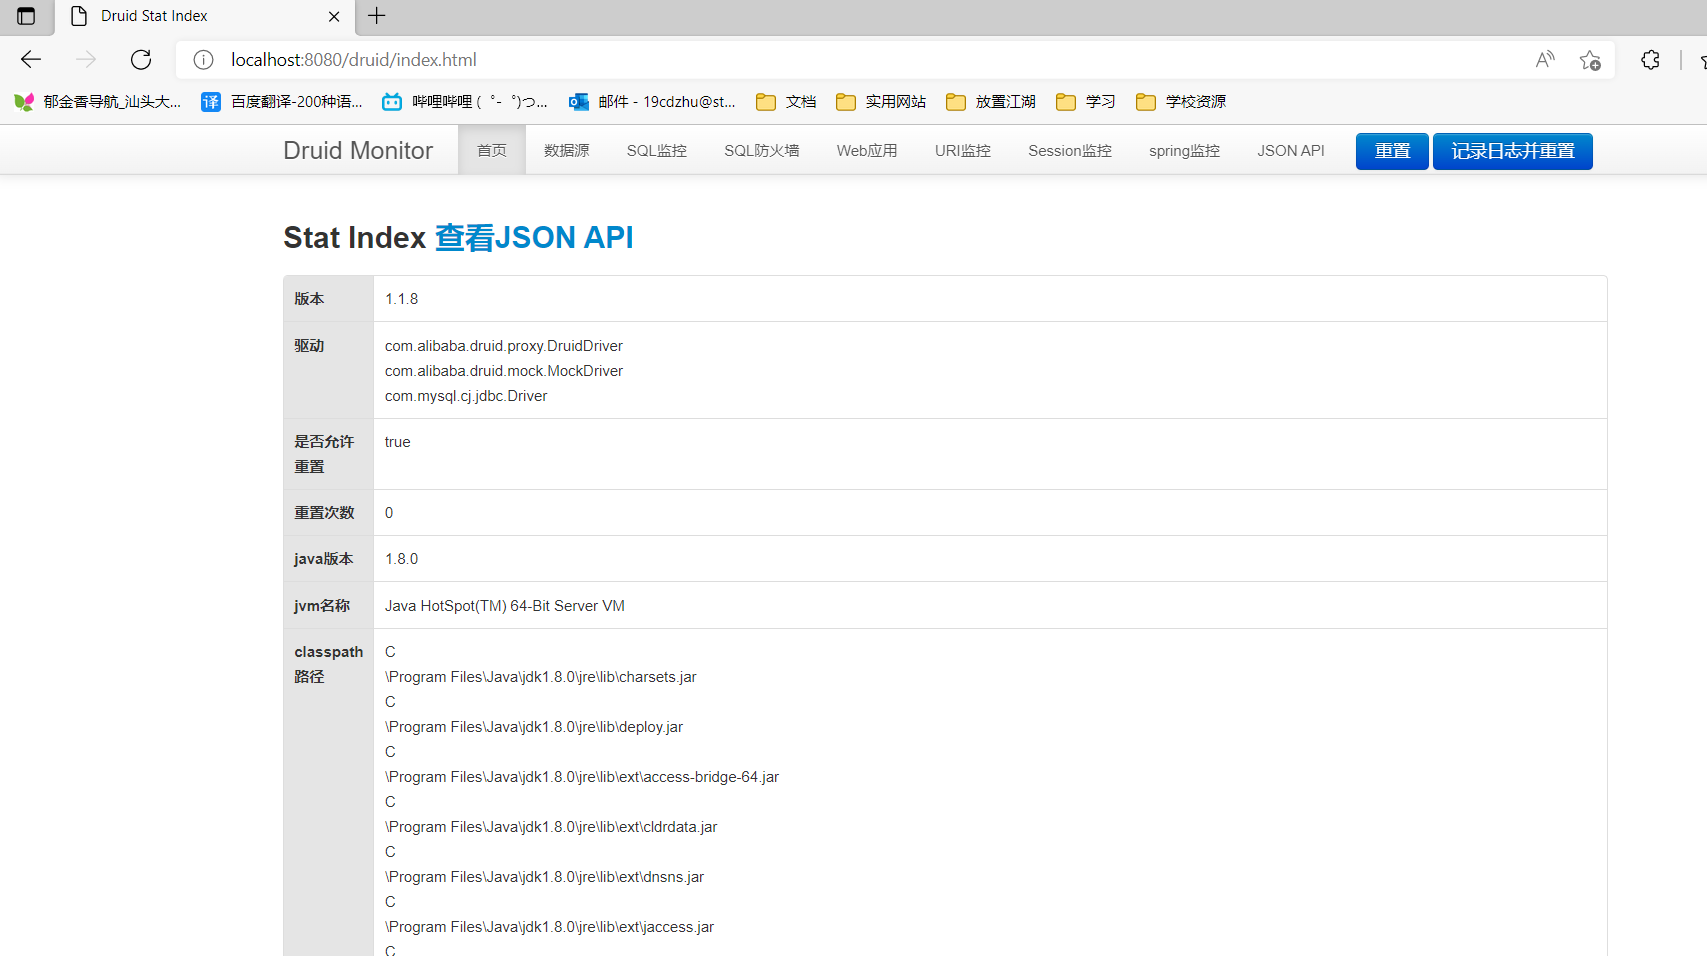 Druid Stat Index
localhost:8080/druid/index.html
郁金香导航_汕头大... 百度翻译-200种语... 哔哩哔哩 (゜-゜)つ... 邮件 - 19cdzhu@st... 文档 实用网站 放置江湖 学习 学校资源
Druid Monitor 首页 数据源 SQL监控 SQL防火墙 Web应用 URI监控 Session监控 spring监控 JSON API 重置 记录日志并重置
Stat Index 查看JSON API
版本 1.1.8
驱动 com.alibaba.druid.proxy.DruidDriver
com.alibaba.druid.mock.MockDriver
com.mysql.cj.jdbc.Driver
是否允许 true
重置
重置次数 0
java版本 1.8.0
jvm名称 Java HotSpot(TM) 64-Bit Server VM
classpath C
路径 \Program Files\Java\jdk1.8.0\jre\lib\charsets.jar
C
\Program Files\Java\jdk1.8.0\jre\lib\deploy.jar
C
\Program Files\Java\jdk1.8.0\jre\lib\ext\access-bridge-64.jar
C
\Program Files\Java\jdk1.8.0\jre\lib\ext\cldrdata.jar
C
\Program Files\Java\jdk1.8.0\jre\lib\ext\dnsns.jar
C
\Program Files\Java\jdk1.8.0\jre\lib\ext\jaccess.jar
C